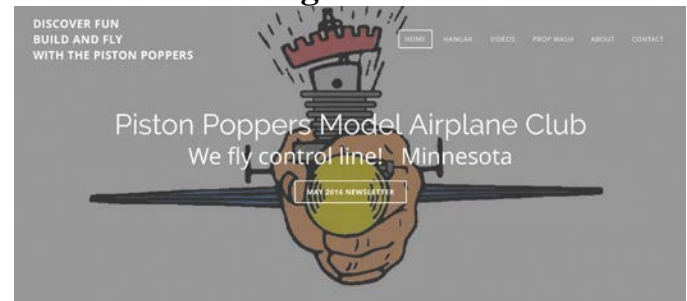 DISCOVER FUN
BUILD AND FLY
WITH THE PISTON POPPERS
HOME HANGAR VIDEOS PROP WASH ABOUT CONTACT
Piston Poppers Model Airplane Club
We fly control line! Minnesota
MAY 2016 NEWSLETTER